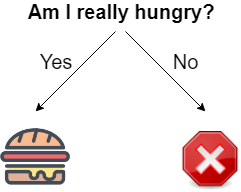 Am I really hungry?
Yes
No